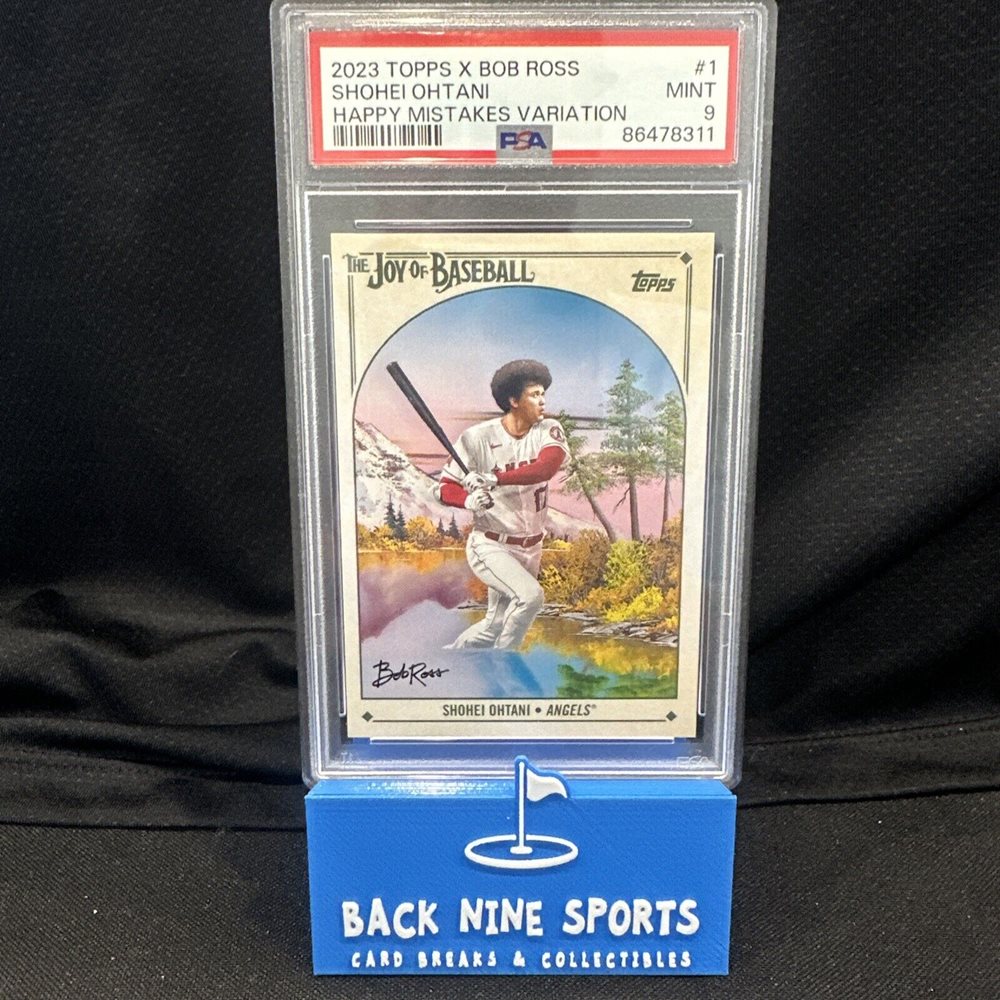 2023 TOPPS X BOB ROSS #1
SHOHEI OHTANI MINT
HAPPY MISTAKES VARIATION 9
PSA 86478311
THE JOY OF BASEBALL
topps
17
Bob Ross
SHOHEI OHTANI • ANGELS®
BACK NINE SPORTS
CARD BREAKS & COLLECTIBLES